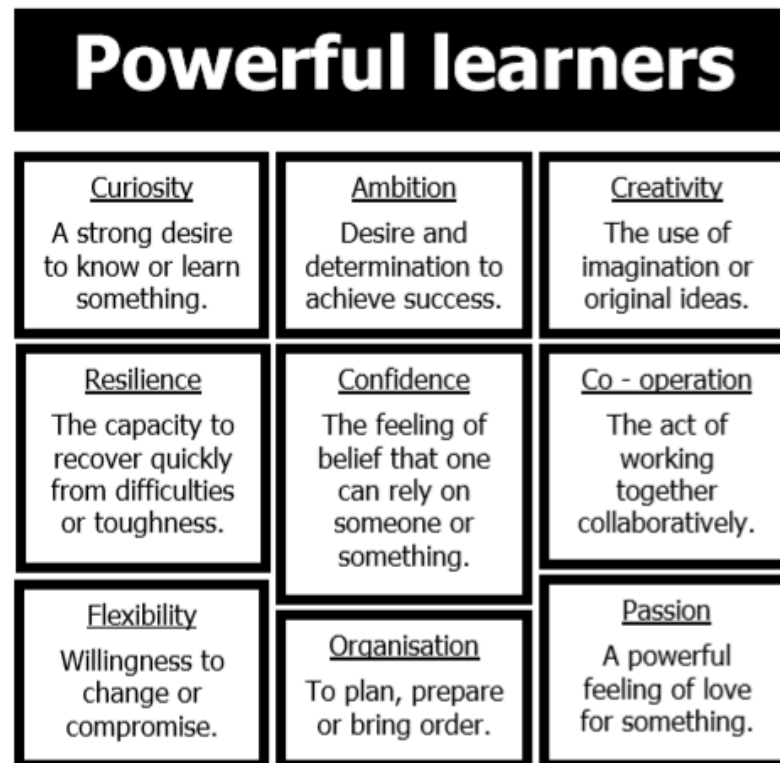 Powerful learners
Curiosity
A strong desire
to know or learn
something.
Ambition
Desire and
determination to
achieve success.
Creativity
The use of
imagination or
original ideas.
Resilience
The capacity to
recover quickly
from difficulties
or toughness.
Confidence
The feeling of
belief that one
can rely on
someone or
something.
Co - operation
The act of
working
together
collaboratively.
Flexibility
Willingness to
change or
compromise.
Organisation
To plan, prepare
or bring order.
Passion
A powerful
feeling of love
for something.